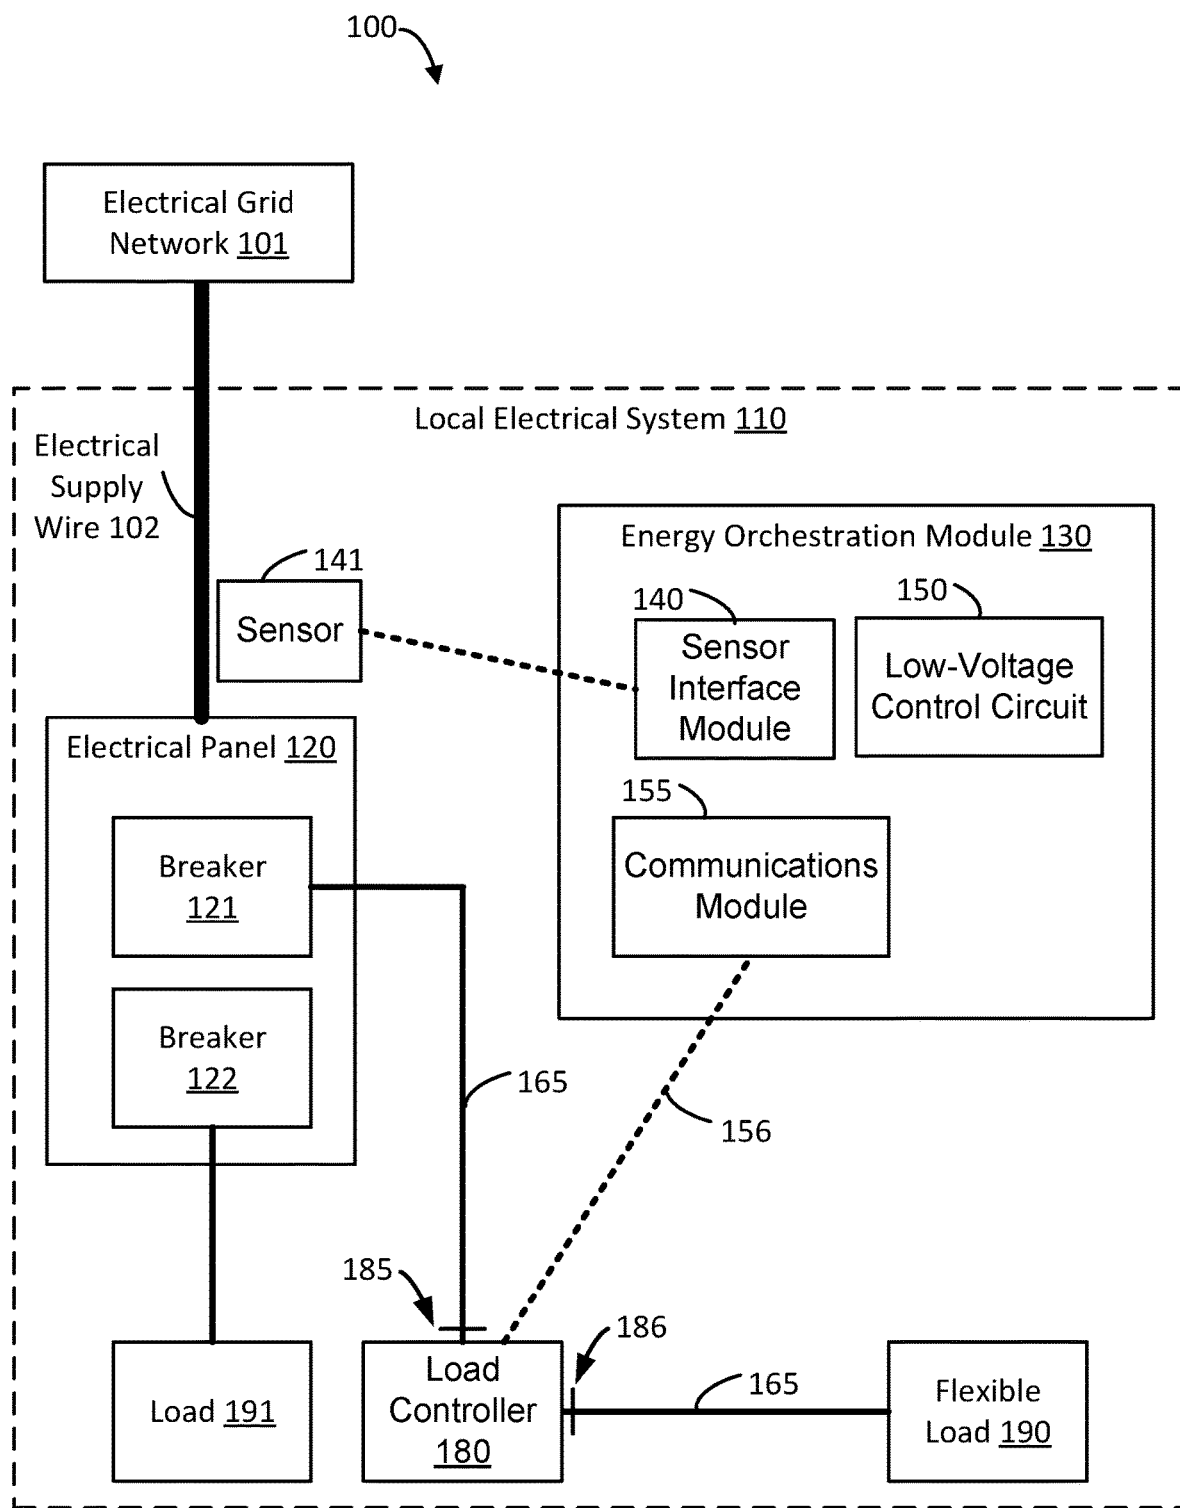 100
Electrical Grid
Network 101
Local Electrical System 110
Electrical
Supply
Wire 102
Energy Orchestration Module 130
141
Sensor
140
Sensor
Interface
Module
150
Low-Voltage
Control Circuit
Electrical Panel 120
155
Communications
Module
Breaker
121
Breaker
122
165
156
185
186
Load 191
Load
Controller
180
165
Flexible
Load 190